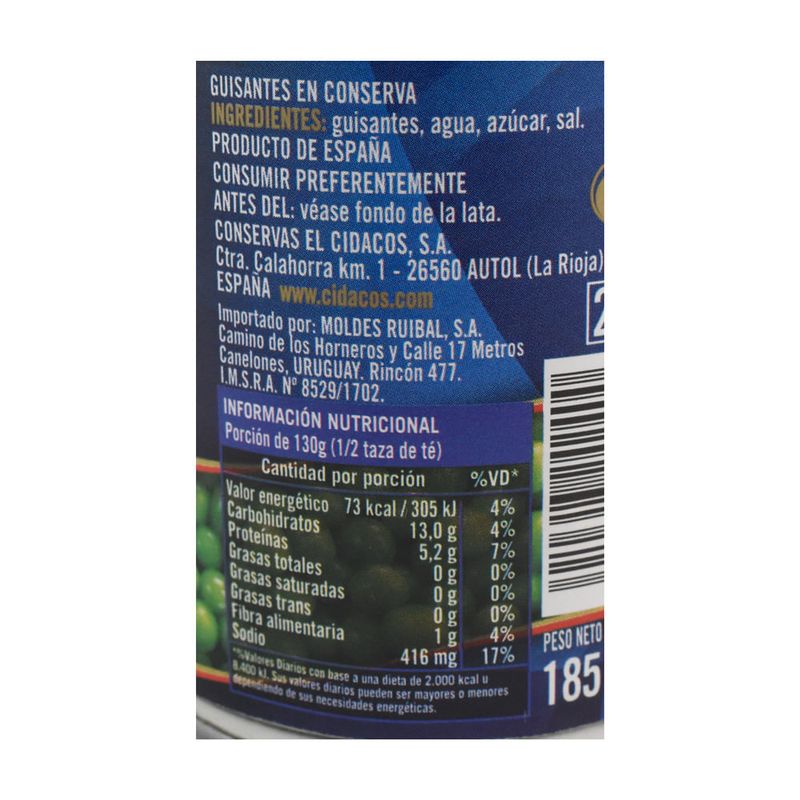 GUISANTES EN CONSERVA
INGREDIENTES: guisantes, agua, azúcar, sal.
PRODUCTO DE ESPAÑA
CONSUMIR PREFERENTEMENTE
ANTES DEL: véase fondo de la lata.
CONSERVAS EL CIDACOS, S.A.
Ctra. Calahorra km. 1 - 26560 AUTOL (La Rioja)
ESPAÑA www.cidacos.com
Importado por: MOLDES RUIBAL, S.A.
Camino de los Horneros y Calle 17 Metros
Canelones, URUGUAY. Rincón 477.
I.M.S.R.A. Nº 8529/1702.
INFORMACIÓN NUTRICIONAL
Porción de 130g (1/2 taza de té)
Cantidad por porción %VD*
Valor energético 73 kcal / 305 kJ 4%
Carbohidratos 13,0 g 4%
Proteínas 5,2 g 7%
Grasas totales 0 g 0%
Grasas saturadas 0 g 0%
Grasas trans 0 g 0%
Fibra alimentaria 1 g 4%
Sodio 416 mg 17%
*%Valores Diarios con base a una dieta de 2.000 kcal u
8.400 kJ. Sus valores diarios pueden ser mayores o menores
dependiendo de sus necesidades energéticas.
2
PESO NETO
185